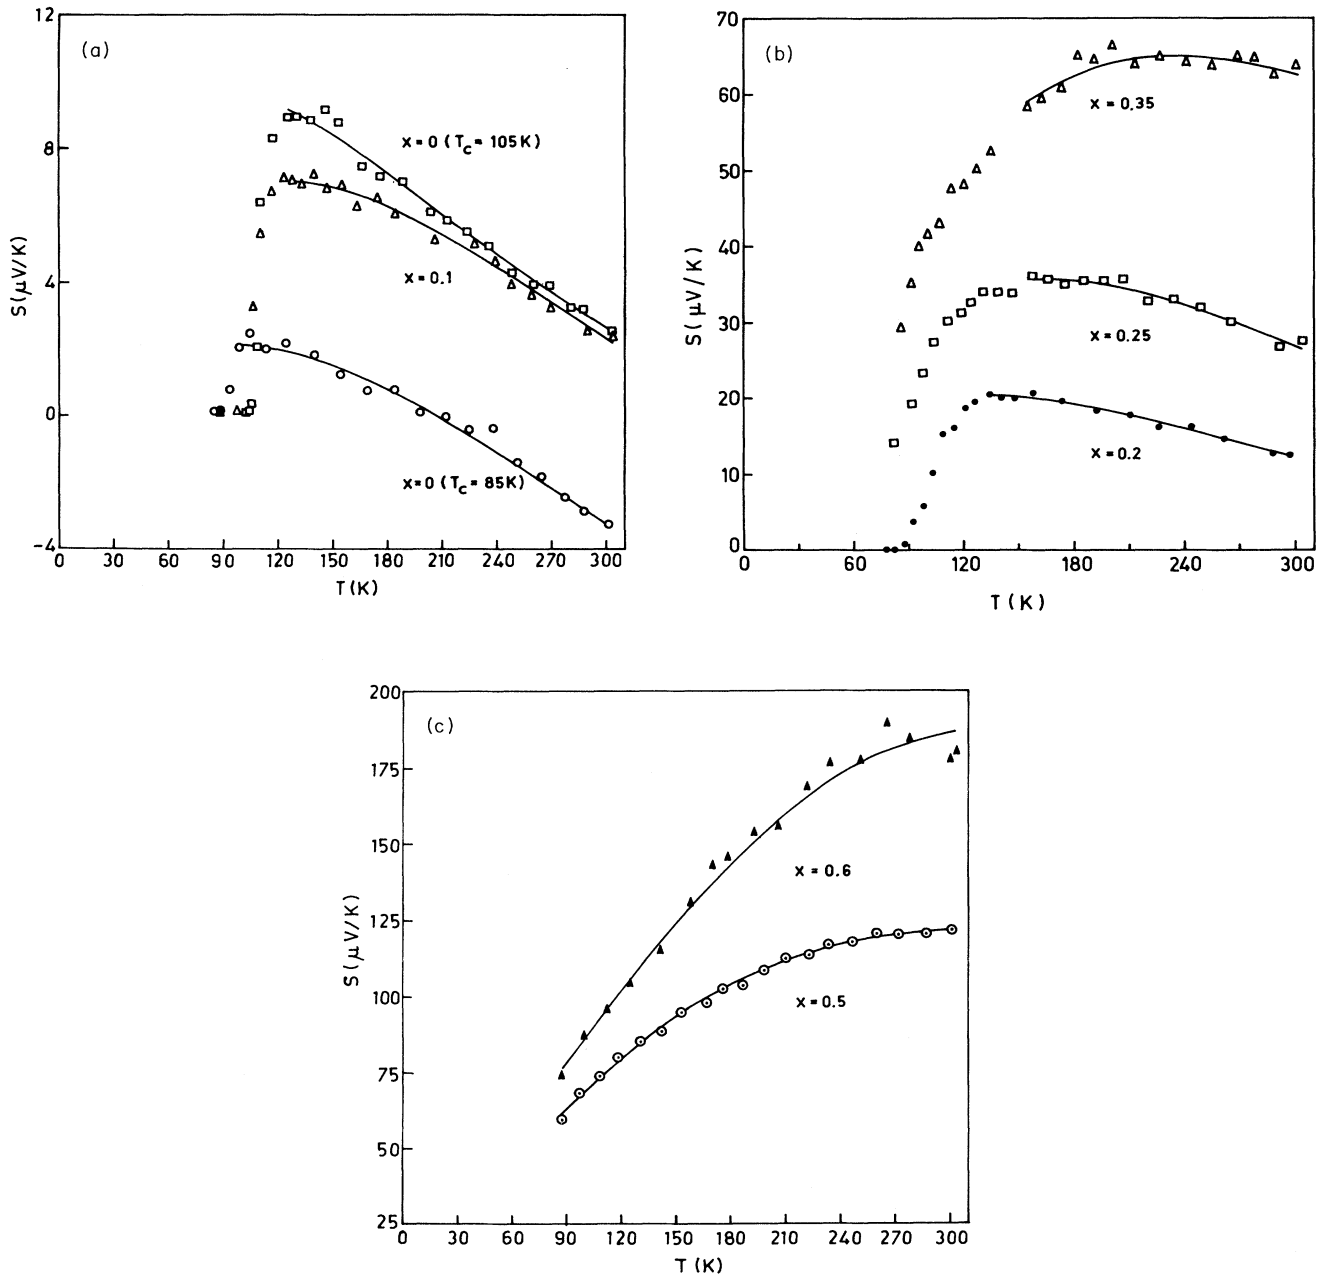 (a)
12
8
4
0
−4
S(μV/K)
x=0 (Tc= 105K)
x=0.1
x=0 (Tc=85K)
0 30 60 90 120 150 180 210 240 270 300
T(K)
(b)
70
60
50
40
30
20
10
0
S(μV/K)
x=0.35
x=0.25
x=0.2
0 60 120 180 240 300
T(K)
(c)
200
175
150
125
100
75
50
25
S(μV/K)
x=0.6
x=0.5
0 30 60 90 120 150 180 210 240 270 300
T(K)